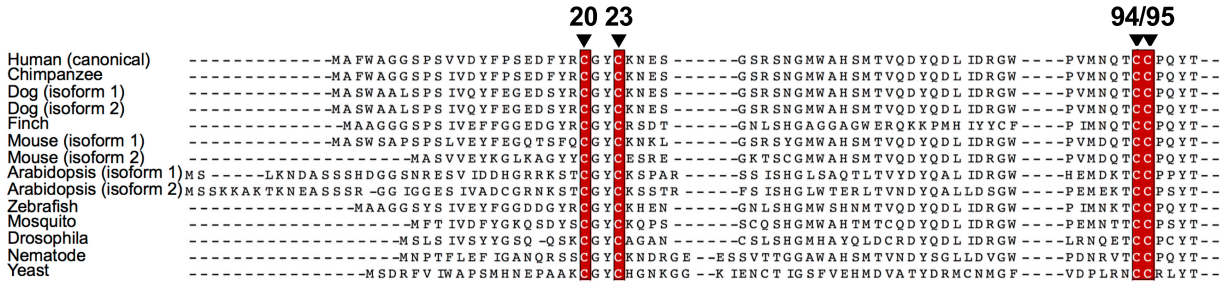 20 23 94/95
Human (canonical) -------------MAFWAGGSPSVVDYFPSEDFYRCGYCKNES------GSRSNGMWAHSMTVQDYQDLIDRGW----PVMNQTCCPQYT--
Chimpanzee -------------MAFWAGGSPSIVDYFPSEDFYRCGYCKNES------GSRSNGMWAHSMTVQDYQDLIDRGW----PVMNQTCCPQYT--
Dog (isoform 1) -------------MASWAALSPSIVQYFEGEDSYRCGYCKNES------GSRSNGMWAHSMTVQDYQDLIDRGW----PVMNQTCCPQYT--
Dog (isoform 2) -------------MASWAALSPSIVQYFEGEDSYRCGYCKNES------GSRSNGMWAHSMTVQDYQDLIDRGW----PVMNQTCCPQYT--
Finch --------------MAAGGGSPSIVEFFGGEDGYRCGYCRSDT------GNLSHGAGGAGWERQKKPMHIYYCF----PIMNQTCCPQYT--
Mouse (isoform 1) -------------MASWSAPSPSLVEYFEGQTSFQCGYCKNKL------GSRSYGMWAHSMTVQDYQDLIDRGW----PVMDQTCCPQYT--
Mouse (isoform 2) --------------------MASVVEYKGLKAGYYCGYCESRE------GKTSCGMWAHSMTVQDYQDLIDRGW----PVMDQTCCPQYT--
Arabidopsis (isoform 1) MS-----LKNDASSSHDGGSNRESVIDDHGRRKSTCGYCKSPAR-----SSISHGLSAQTLTVYDYQALIDRGW----HEMDKTCCPPYT--
Arabidopsis (isoform 2) MSSKKAKTKNEASSSR-GGIGGESIVADCGRNKSTCGYCKSSTR-----FSISHGLWTERLTVNDYQALLDSGW----PEMEKTCCPSYT--
Zebrafish ---------------MAAGGSYSIVEYFGGDDGYRCGYCKHEN------GNLSHGMWSHNMTVQDYQDLIDRGW----PIMNKTCCPQYT--
Mosquito --------------------MFTIVDFYGKQSDYSCGYCKQPS------SCQSHGMWAHTMTCQDYQDLIDRGW----PEMNNTTCCPQYT--
Drosophila -------------------MSLSIVSYYGSQ-QSKCGYCAGAN------CSLSHGMHAYQLDCRDYQDLIDRGW----LRNQETCCPCYT--
Nematode -------------------MNPTFLEFIGANQRSSCGYCKNDRGE--ESSVTTGGWADNRVTMNDYSGLLDVGW----PDNRVTCCPQYT--
Yeast ----------------MSDRFVIWAPSMHNEPAAKCGYCHGNKGG--KIENCTIGSFVEHMDVATYDRMCNMGF----VDPLRNCCRLYT--